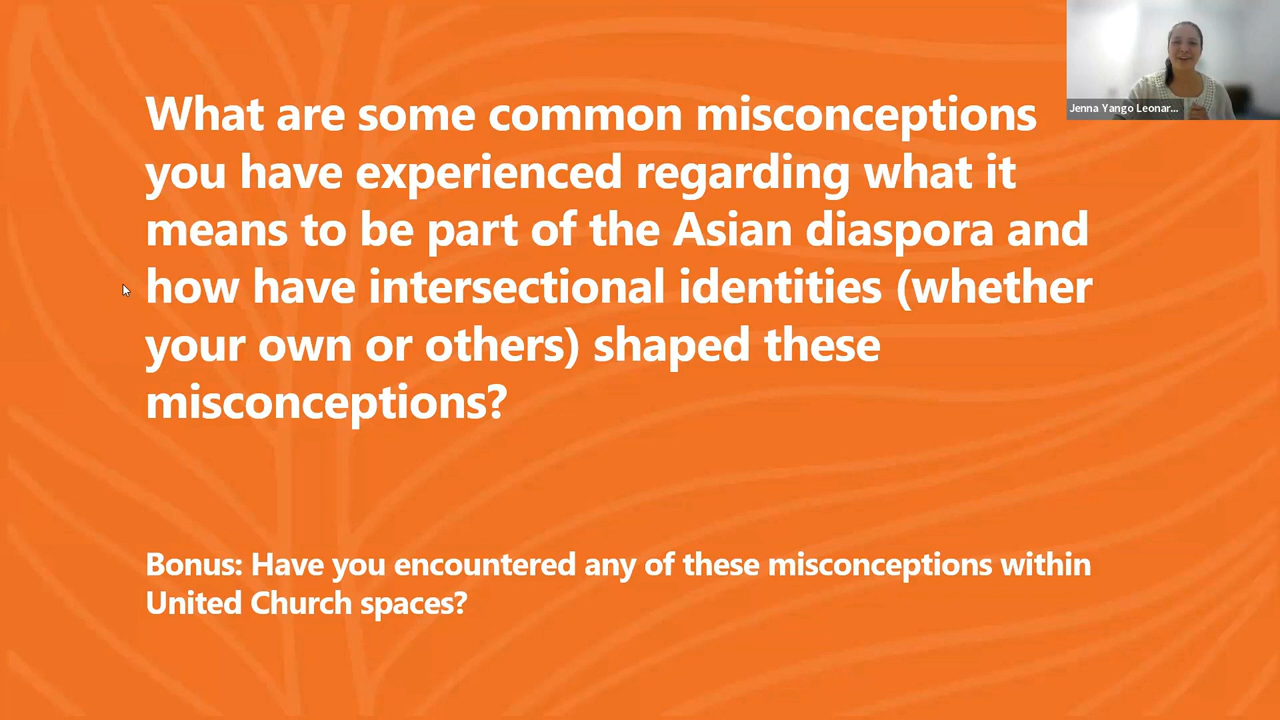 What are some common misconceptions
you have experienced regarding what it
means to be part of the Asian diaspora and
how have intersectional identities (whether
your own or others) shaped these
misconceptions?
Bonus: Have you encountered any of these misconceptions within
United Church spaces?
Jenna Yango Leonar...